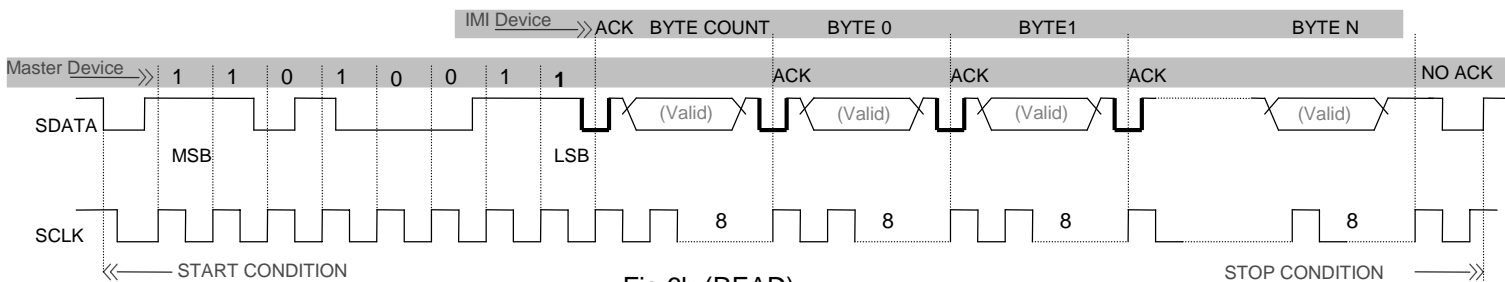 IMI Device ACK BYTE COUNT BYTE 0 BYTE1 BYTE N
Master Device 1 1 0 1 0 0 1 1 ACK ACK ACK NO ACK
SDATA (Valid) (Valid) (Valid) (Valid)
MSB LSB
SCLK 8 8 8 8
START CONDITION STOP CONDITION